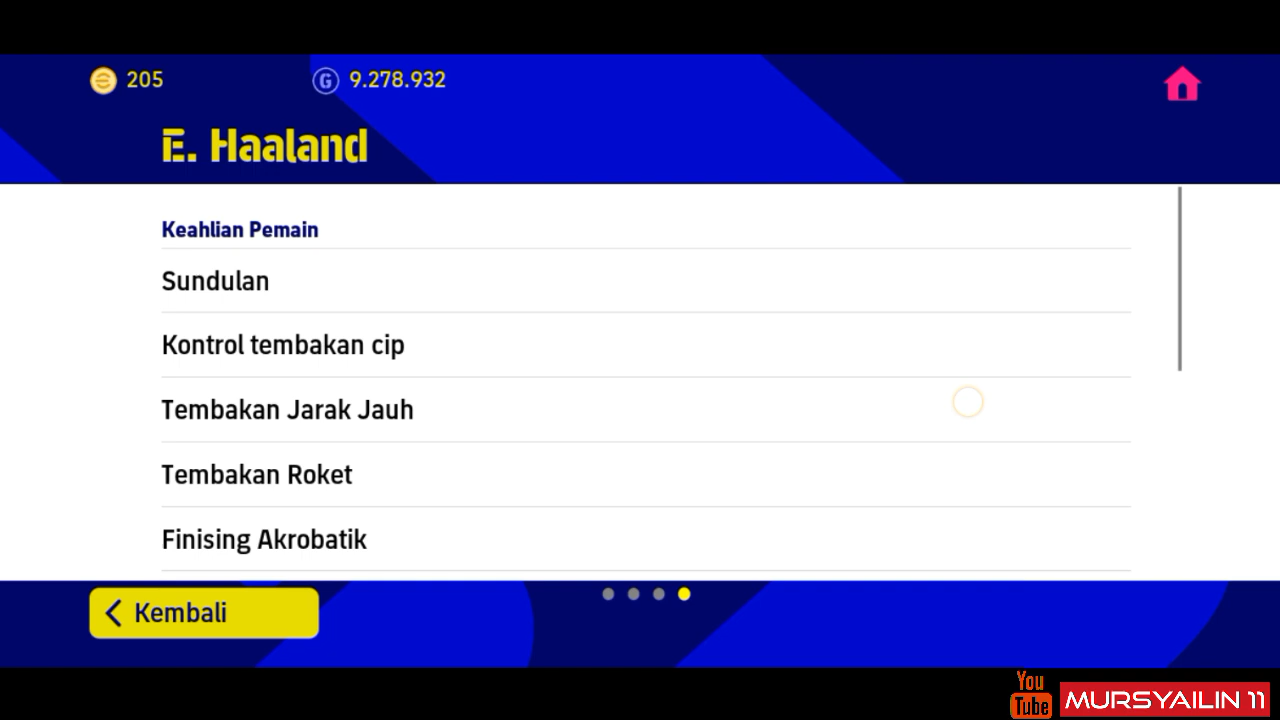 205
9.278.932
E. Haaland
Keahlian Pemain
Sundulan
Kontrol tembakan cip
Tembakan Jarak Jauh
Tembakan Roket
Finising Akrobatik
Kembali
You
Tube
MURSYAILIN 11